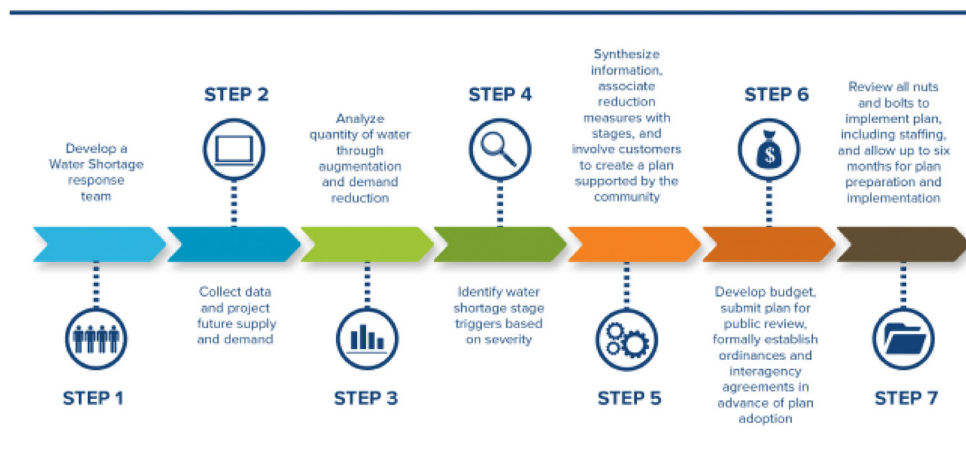 Develop a
Water Shortage
response
team
STEP 1
STEP 2
Collect data
and project
future supply
and demand
Analyze
quantity of water
through
augmentation
and demand
reduction
STEP 3
STEP 4
Identify water
shortage stage
triggers based
on severity
Synthesize
information,
associate
reduction
measures with
stages, and
involve customers
to create a plan
supported by the
community
STEP 5
STEP 6
$
Develop budget,
submit plan for
public review,
formally establish
ordinances and
interagency
agreements in
advance of plan
adoption
Review all nuts
and bolts to
implement plan,
including staffing,
and allow up to six
months for plan
preparation and
implementation
STEP 7